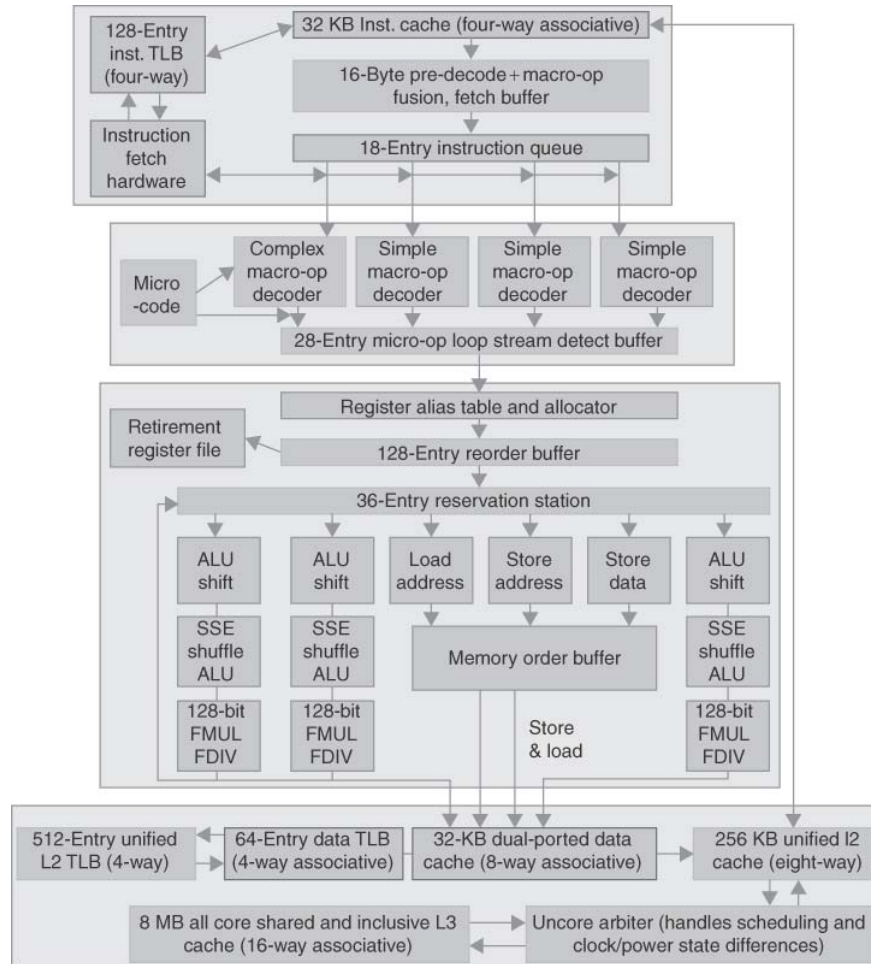 128-Entry
inst. TLB
(four-way)
32 KB Inst. cache (four-way associative)
16-Byte pre-decode+macro-op
fusion, fetch buffer
Instruction
fetch
hardware
18-Entry instruction queue
Micro
-code
Complex
macro-op
decoder
Simple
macro-op
decoder
Simple
macro-op
decoder
Simple
macro-op
decoder
28-Entry micro-op loop stream detect buffer
Register alias table and allocator
Retirement
register file
128-Entry reorder buffer
36-Entry reservation station
ALU
shift
ALU
shift
Load
address
Store
address
Store
data
ALU
shift
SSE
shuffle
ALU
SSE
shuffle
ALU
Memory order buffer
SSE
shuffle
ALU
128-bit
FMUL
FDIV
128-bit
FMUL
FDIV
Store
& load
128-bit
FMUL
FDIV
512-Entry unified
L2 TLB (4-way)
64-Entry data TLB
(4-way associative)
32-KB dual-ported data
cache (8-way associative)
256 KB unified l2
cache (eight-way)
8 MB all core shared and inclusive L3
cache (16-way associative)
Uncore arbiter (handles scheduling and
clock/power state differences)